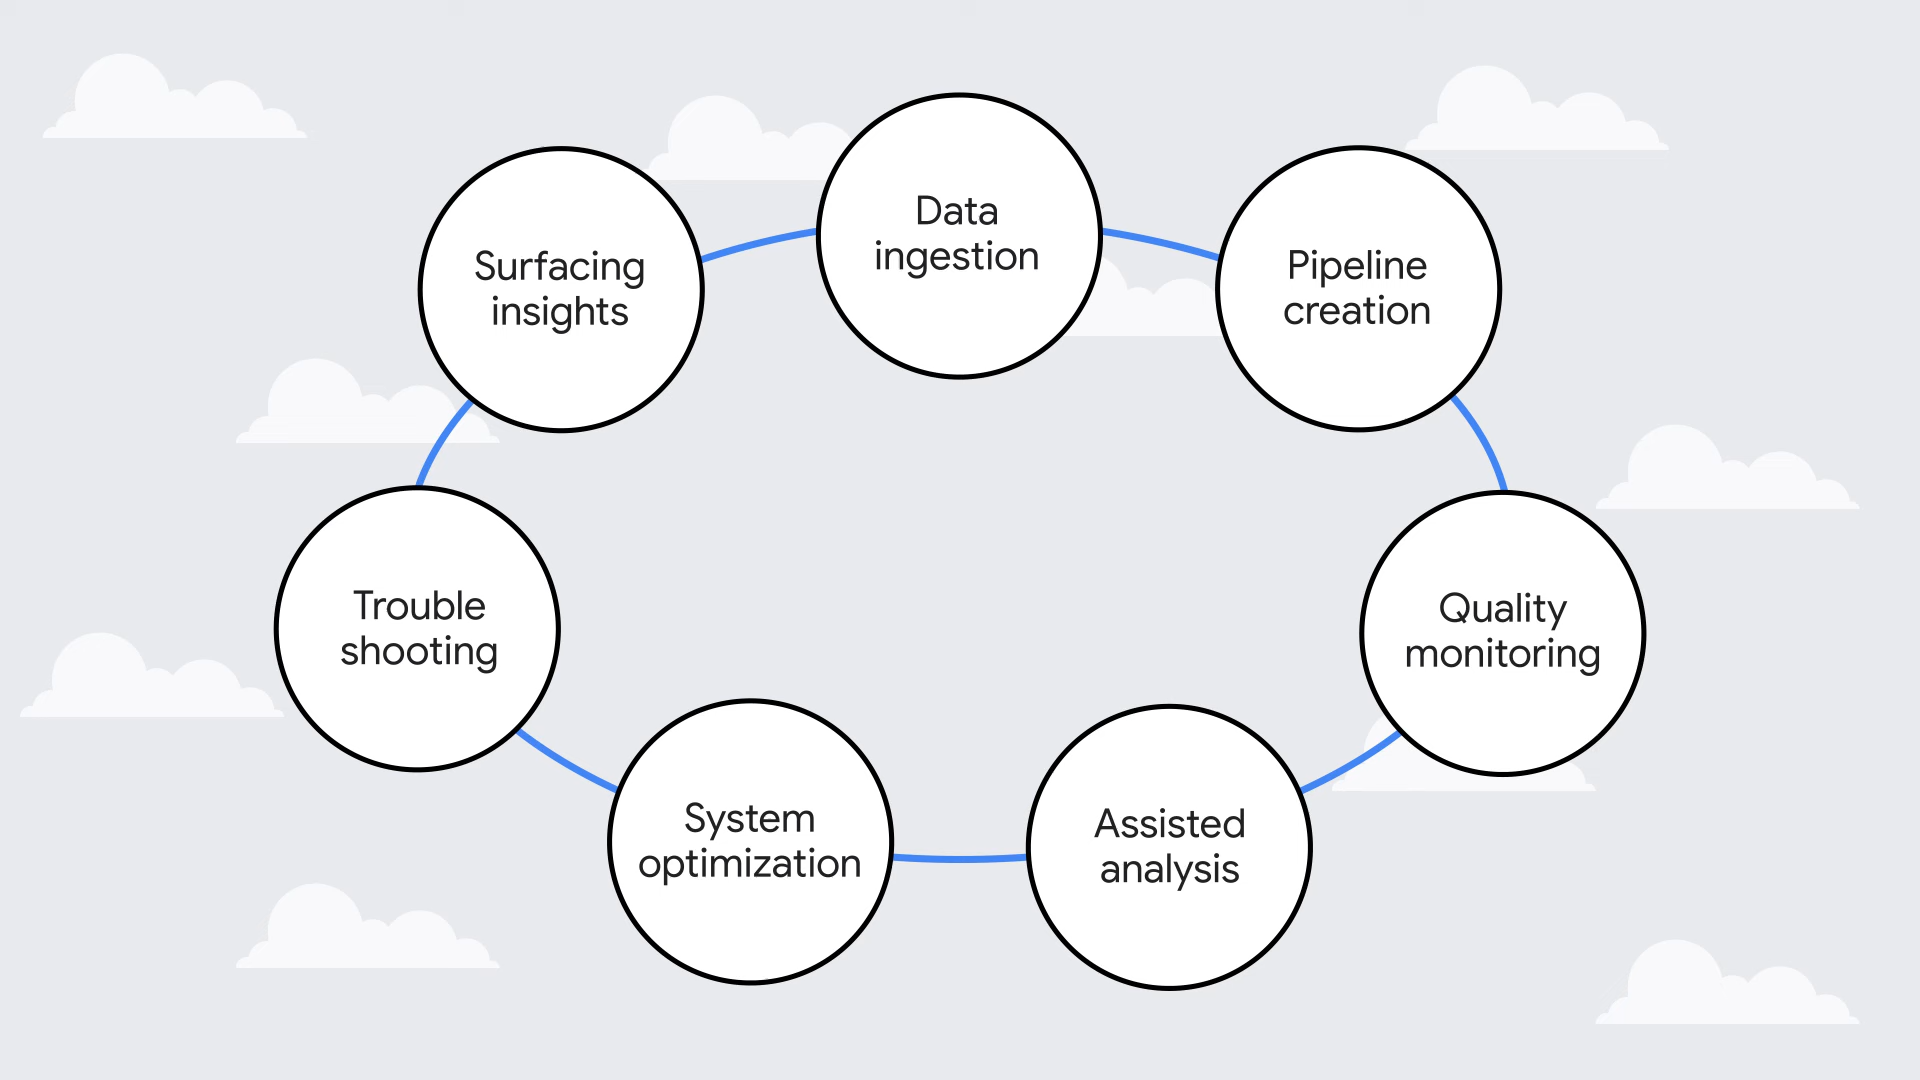 Data
ingestion
Pipeline
creation
Quality
monitoring
Assisted
analysis
System
optimization
Trouble
shooting
Surfacing
insights